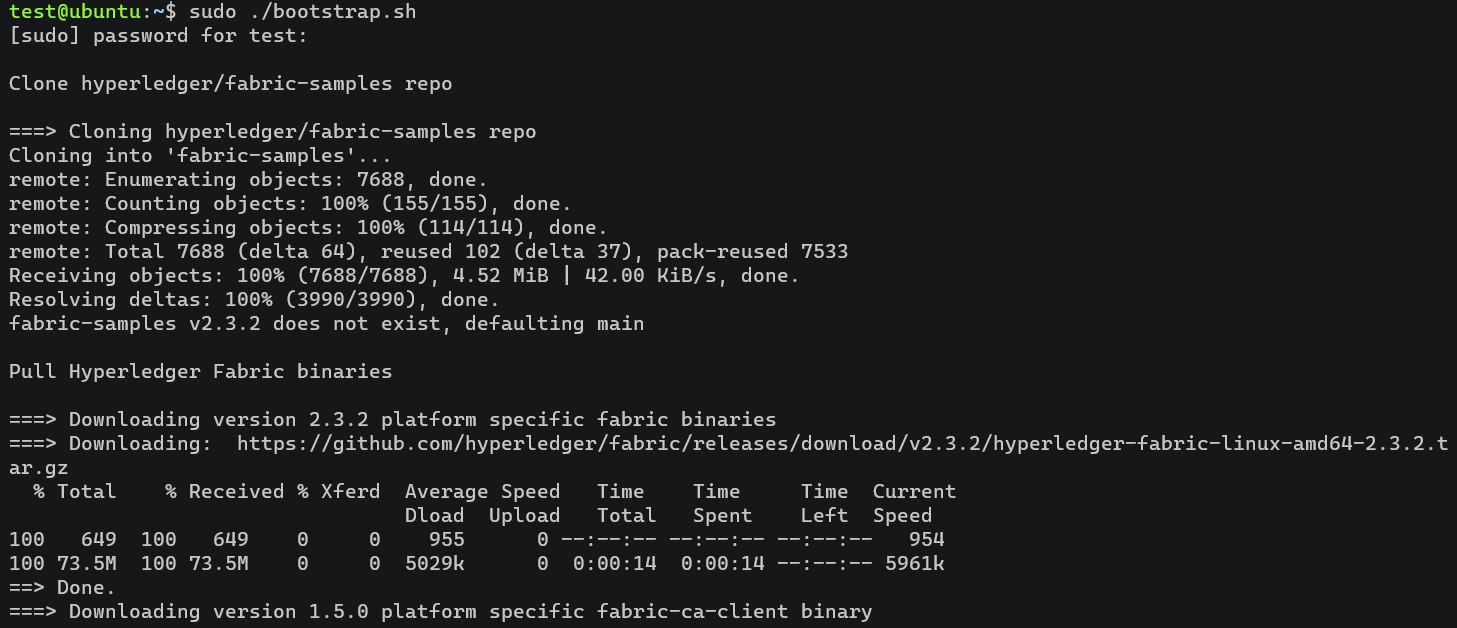 test@ubuntu:~$ sudo ./bootstrap.sh
[sudo] password for test:
Clone hyperledger/fabric-samples repo
===> Cloning hyperledger/fabric-samples repo
Cloning into 'fabric-samples'...
remote: Enumerating objects: 7688, done.
remote: Counting objects: 100% (155/155), done.
remote: Compressing objects: 100% (114/114), done.
remote: Total 7688 (delta 64), reused 102 (delta 37), pack-reused 7533
Receiving objects: 100% (7688/7688), 4.52 MiB | 42.00 KiB/s, done.
Resolving deltas: 100% (3990/3990), done.
fabric-samples v2.3.2 does not exist, defaulting main
Pull Hyperledger Fabric binaries
===> Downloading version 2.3.2 platform specific fabric binaries
===> Downloading:  https://github.com/hyperledger/fabric/releases/download/v2.3.2/hyperledger-fabric-linux-amd64-2.3.2.t
ar.gz
  % Total    % Received % Xferd  Average Speed   Time    Time     Time  Current
                                 Dload  Upload   Total   Spent    Left  Speed
100   649  100   649    0     0    955      0 --:--:-- --:--:-- --:--:--   954
100 73.5M  100 73.5M    0     0  5029k      0  0:00:14  0:00:14 --:--:-- 5961k
==> Done.
===> Downloading version 1.5.0 platform specific fabric-ca-client binary